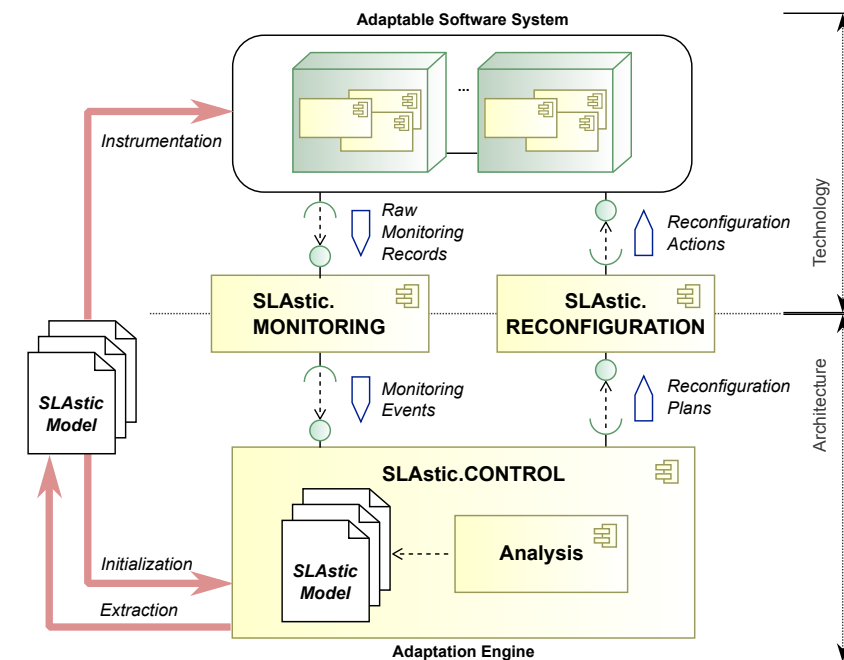 Adaptable Software System
...
Instrumentation
Raw
Monitoring
Records
Reconfiguration
Actions
Technology
SLAstic.
MONITORING
SLAstic.
RECONFIGURATION
SLAstic
Model
Monitoring
Events
Reconfiguration
Plans
Architecture
SLAstic.CONTROL
SLAstic
Model
Analysis
Initialization
Extraction
Adaptation Engine